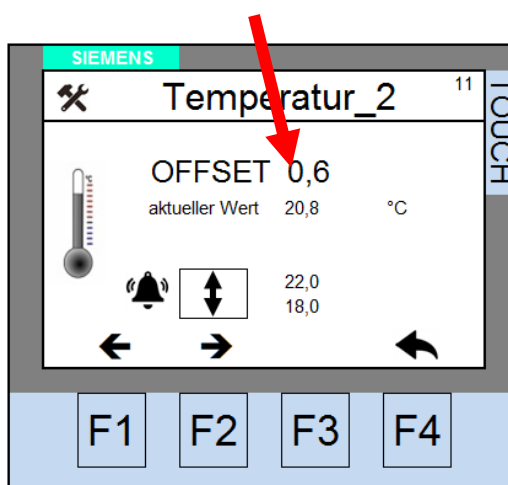 SIEMENS
Temperatur_2
11
TOUCH
OFFSET 0,6
aktueller Wert 20,8 °C
22,0
18,0
F1 F2 F3 F4